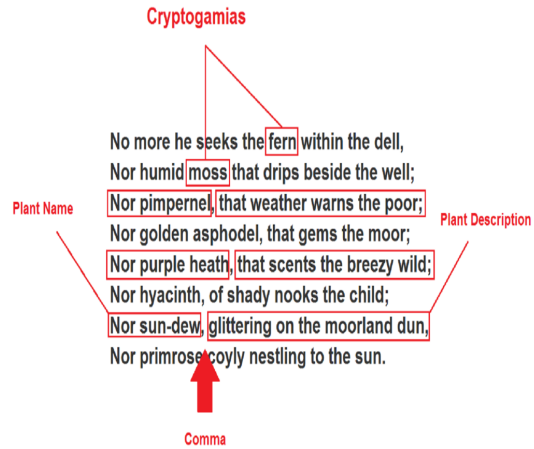 Cryptogamias
No more he seeks the fern within the dell,
Nor humid moss that drips beside the well;
Nor pimpernel, that weather warns the poor;
Plant Name
Plant Description
Nor golden asphodel, that gems the moor;
Nor purple heath, that scents the breezy wild;
Nor hyacinth, of shady nooks the child;
Nor sun-dew, glittering on the moorland dun,
Nor primrose coyly nestling to the sun.
Comma